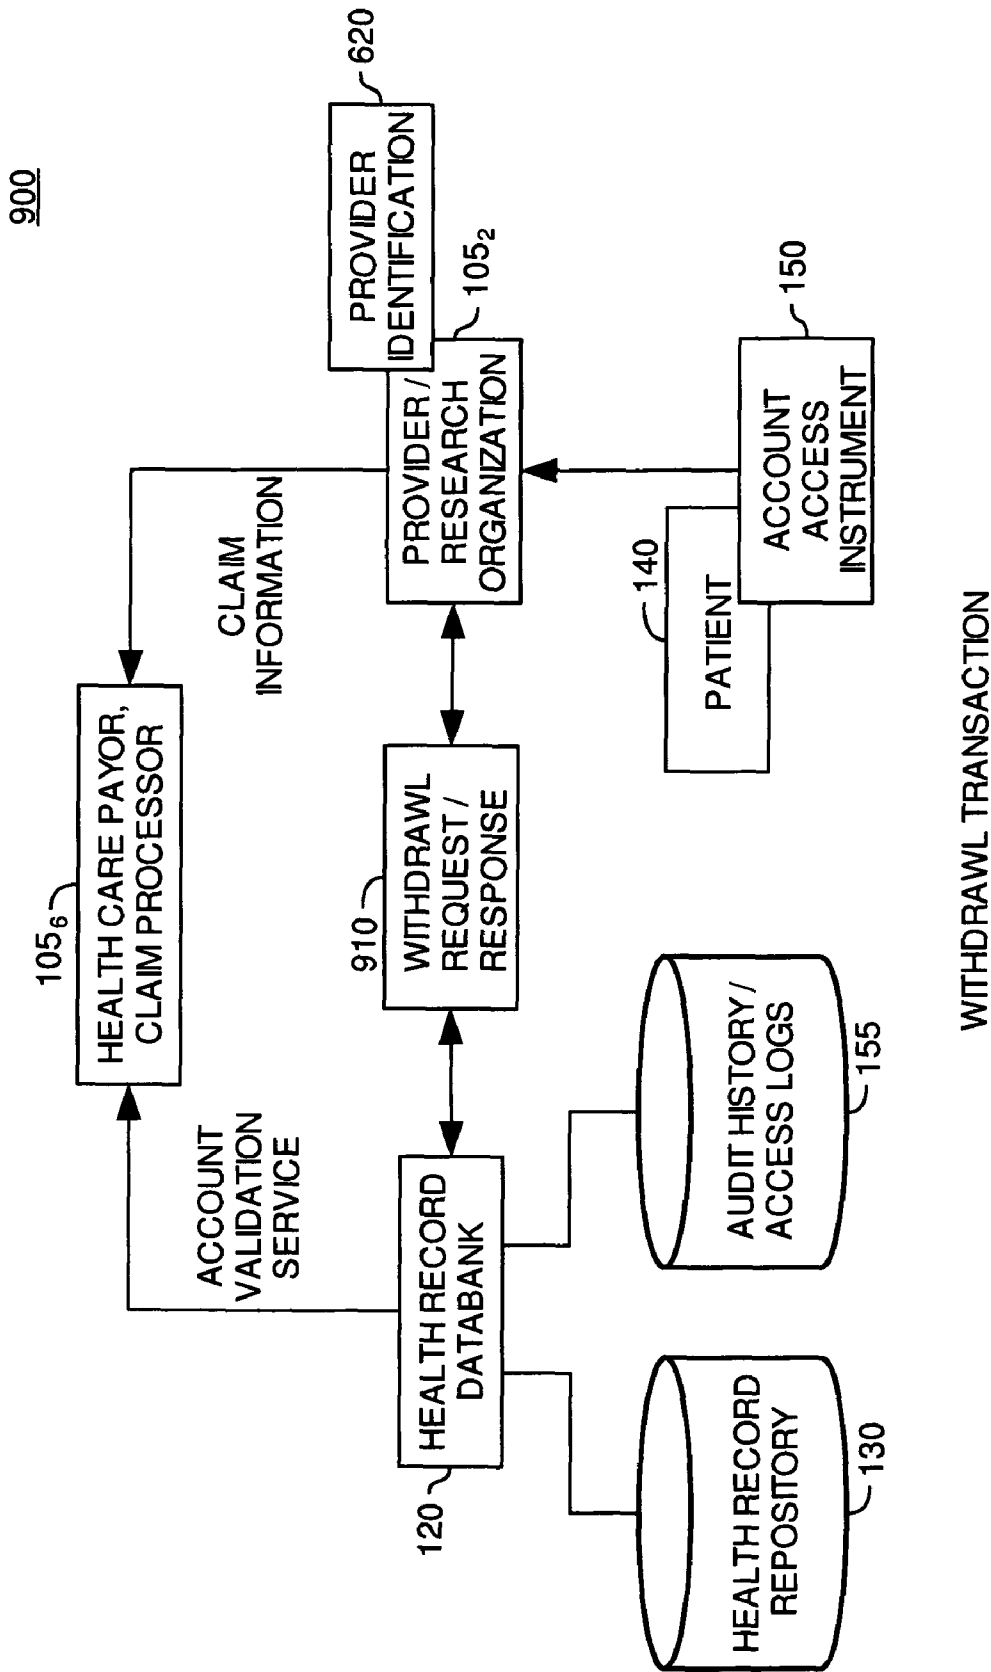 900
105₆
HEALTH CARE PAYOR,
CLAIM PROCESSOR
ACCOUNT
VALIDATION
SERVICE
CLAIM
INFORMATION
PROVIDER
IDENTIFICATION
620
120
HEALTH RECORD
DATABANK
910
WITHDRAWL
REQUEST /
RESPONSE
PROVIDER /
RESEARCH
ORGANIZATION
105₂
HEALTH RECORD
REPOSITORY
130
AUDIT HISTORY /
ACCESS LOGS
155
140
PATIENT
ACCOUNT
ACCESS
INSTRUMENT
150
WITHDRAWL TRANSACTION